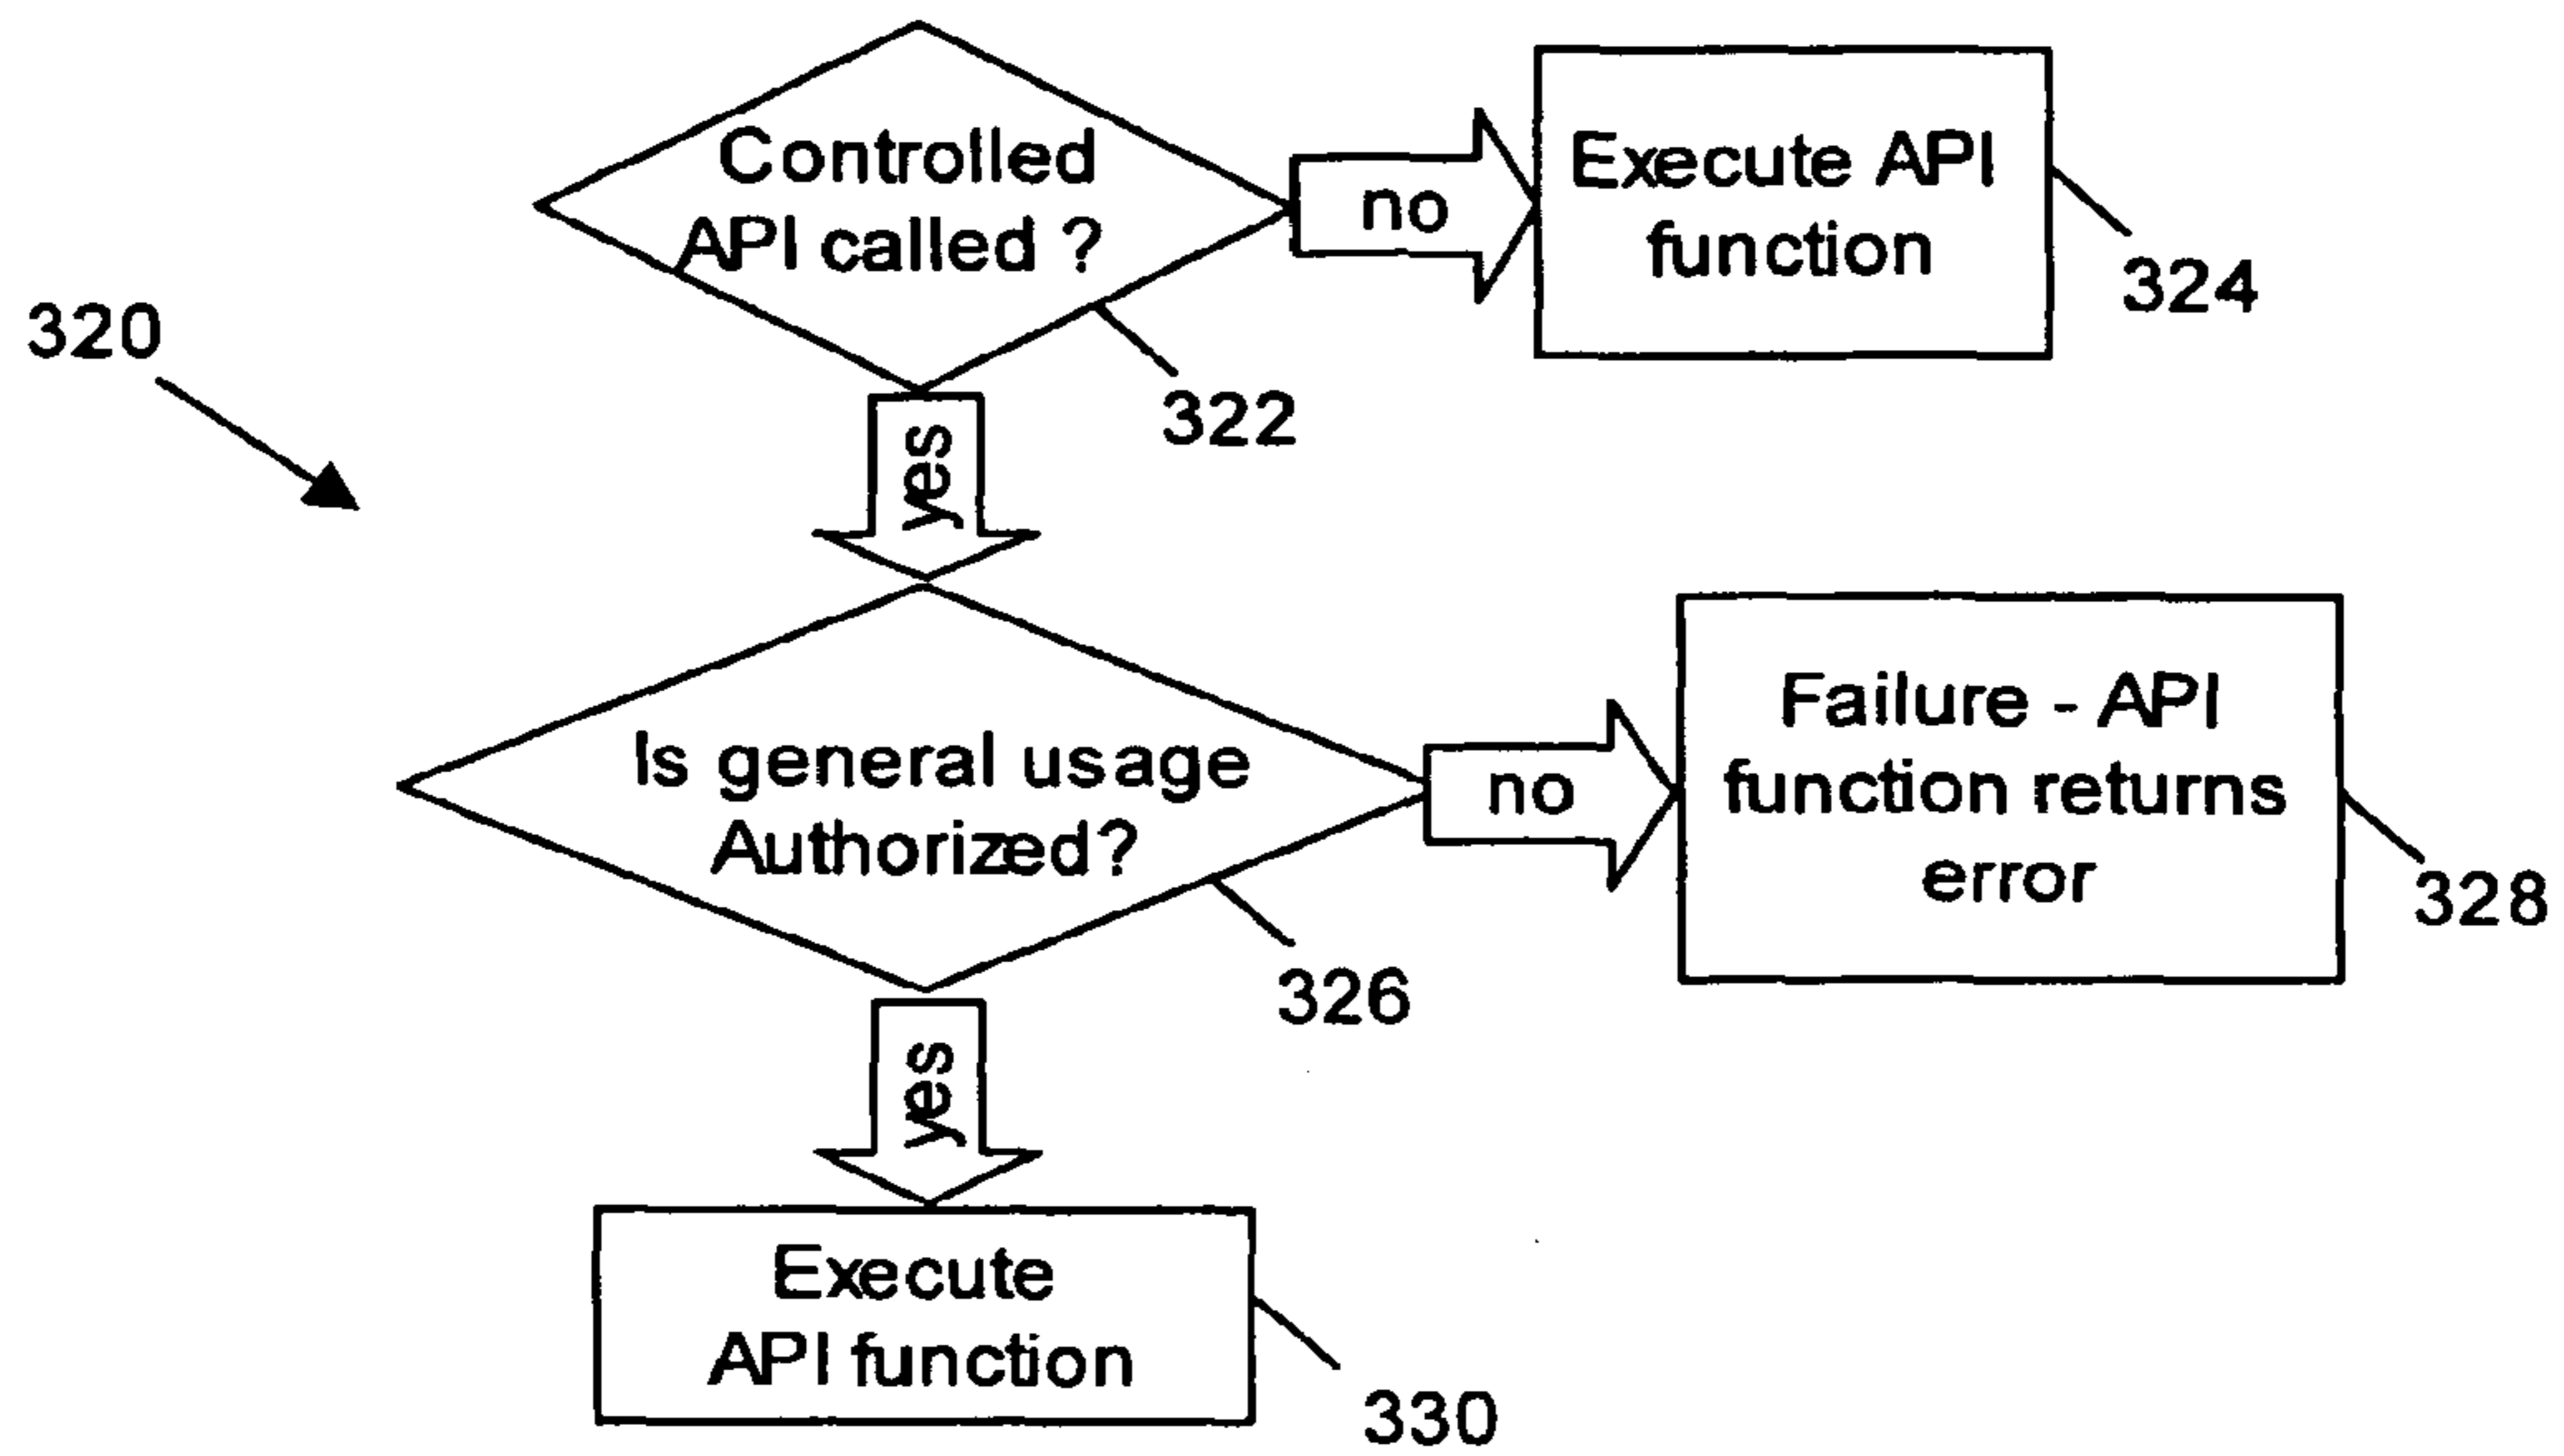 Controlled
API called ?
no
Execute API
function
324
320
322
yes
Is general usage
Authorized?
no
Failure - API
function returns
error
328
326
yes
Execute
API function
330